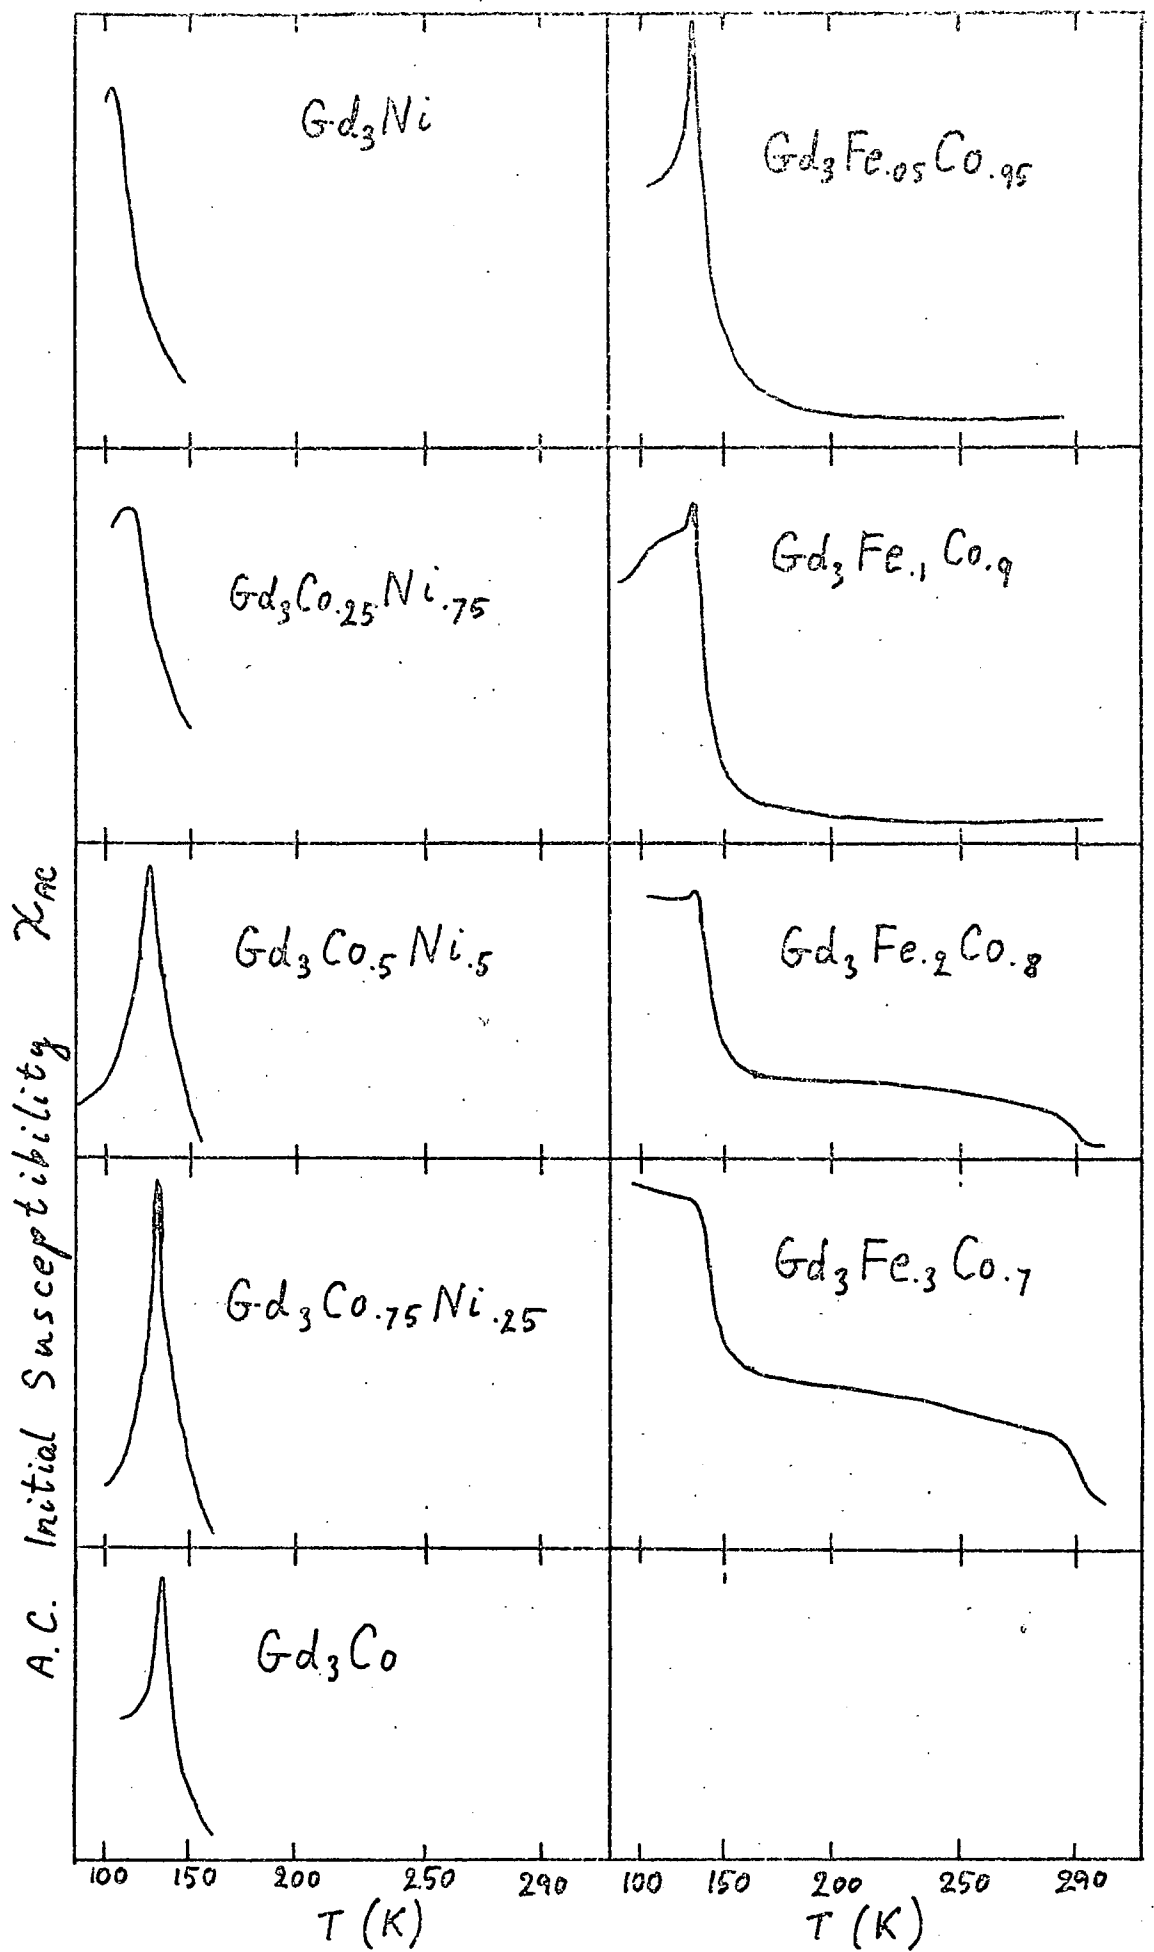 Gd₃Ni
Gd₃Co.₂₅Ni.₇₅
Gd₃Co.₅Ni.₅
Gd₃Co.₇₅Ni.₂₅
Gd₃Co
Gd₃Fe.₀₅Co.₉₅
Gd₃Fe.₁Co.₉
Gd₃Fe.₂Co.₈
Gd₃Fe.₃Co.₇
A.C. Initial Susceptibility χAC
100 150 200 250 290
T (K)
100 150 200 250 290
T (K)